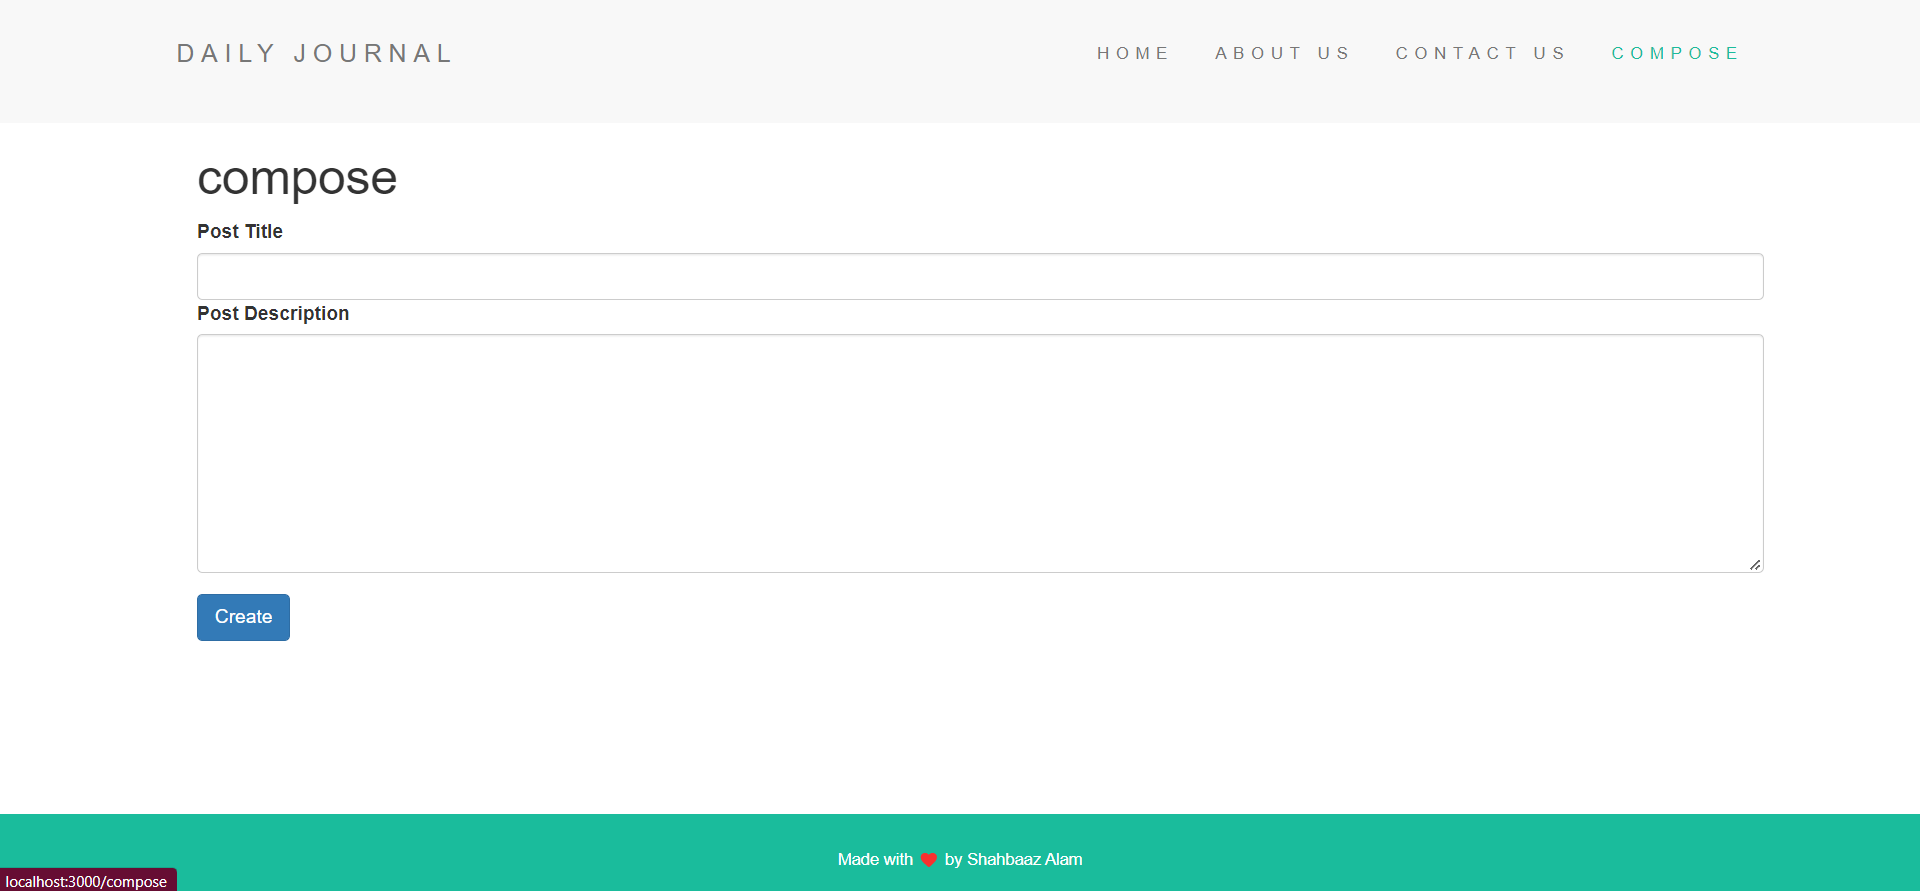 DAILY JOURNAL HOME ABOUT US CONTACT US COMPOSE
compose
Post Title
Post Description
Create
Made with ❤ by Shahbaaz Alam
localhost:3000/compose